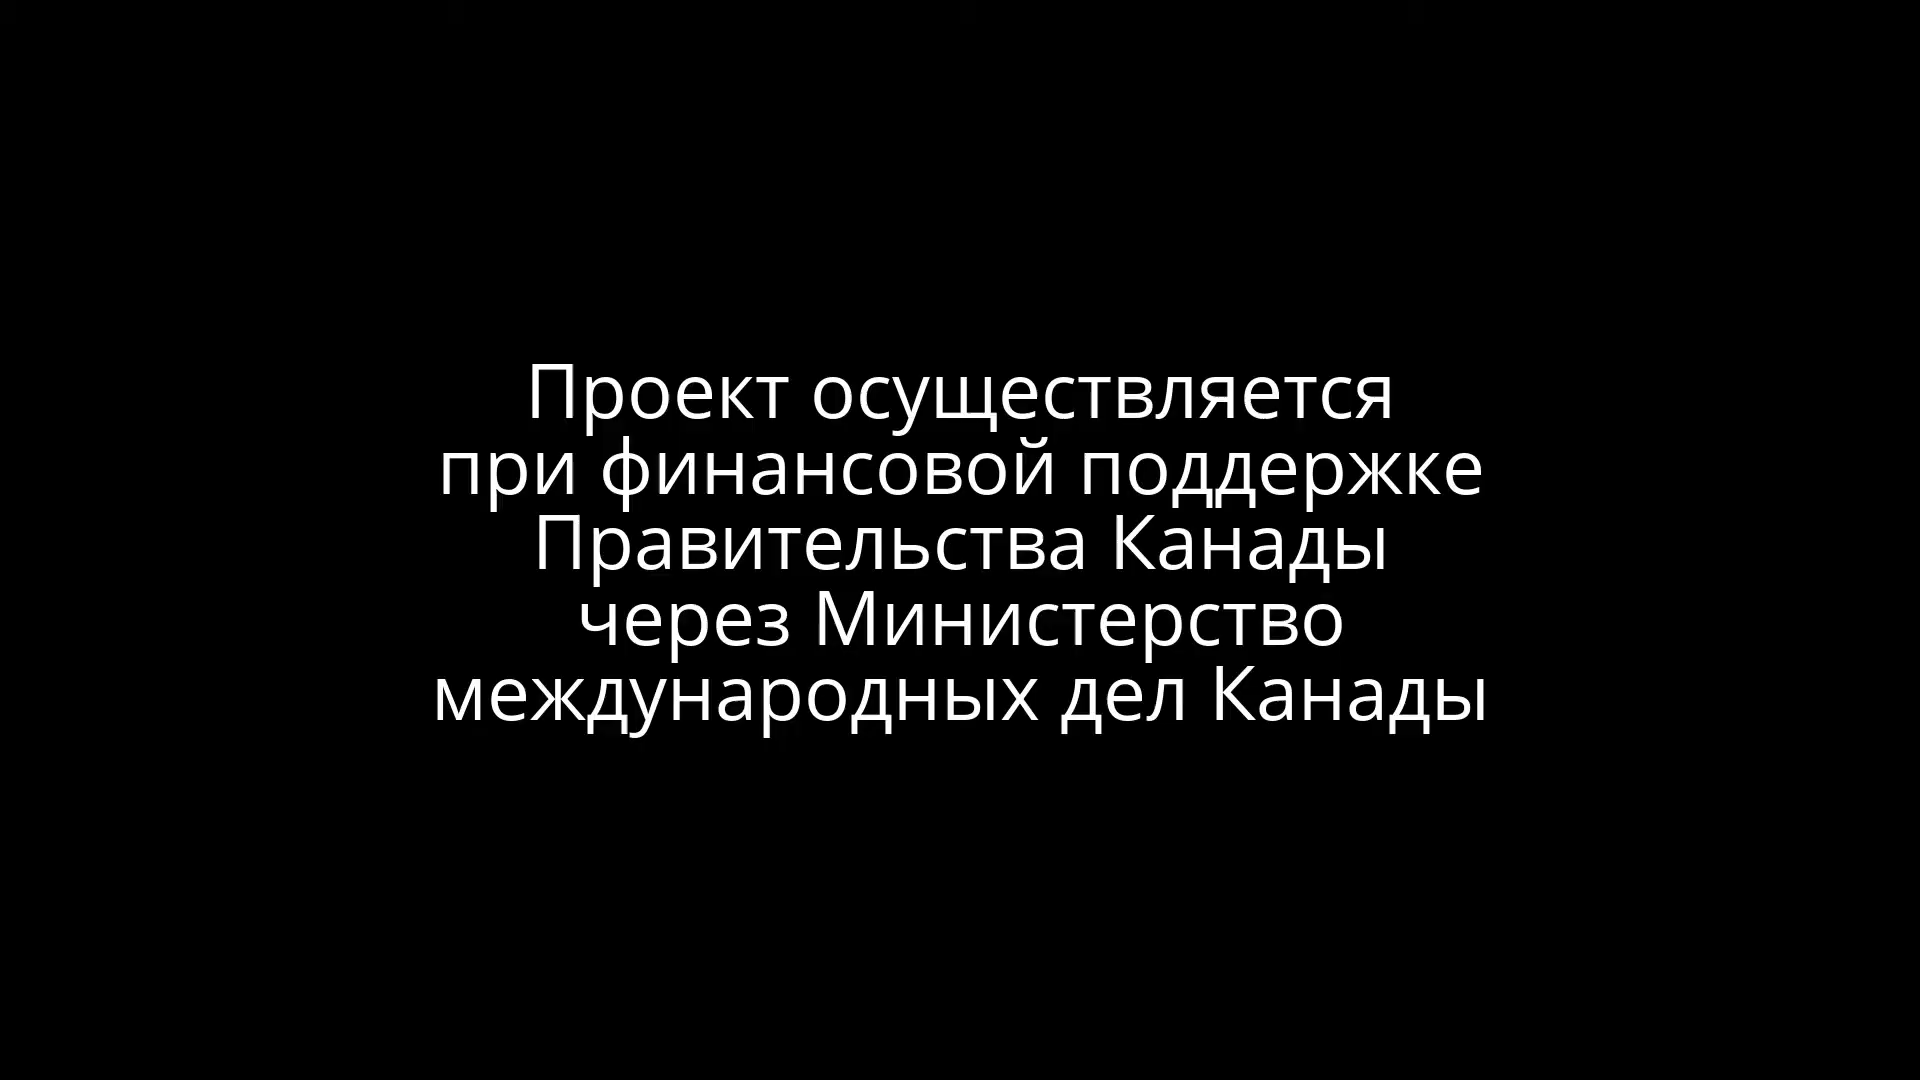 Проект осуществляется
при финансовой поддержке
Правительства Канады
через Министерство
международных дел Канады